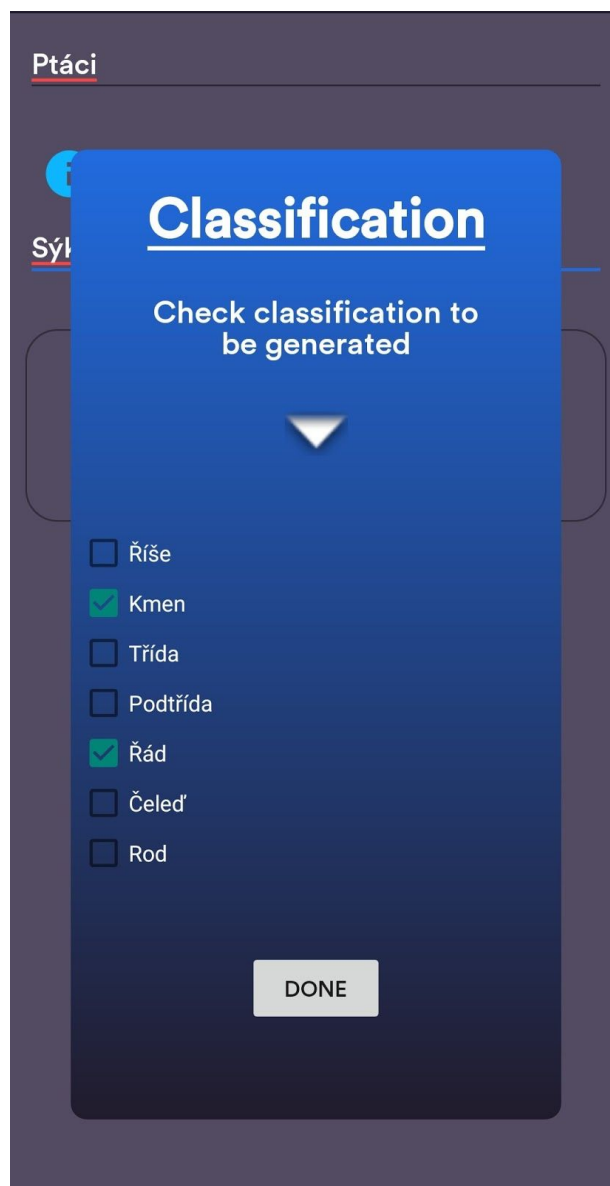 Ptáci
Classification
Check classification to
be generated
Říše
Kmen
Třída
Podtřída
Řád
Čeleď
Rod
DONE